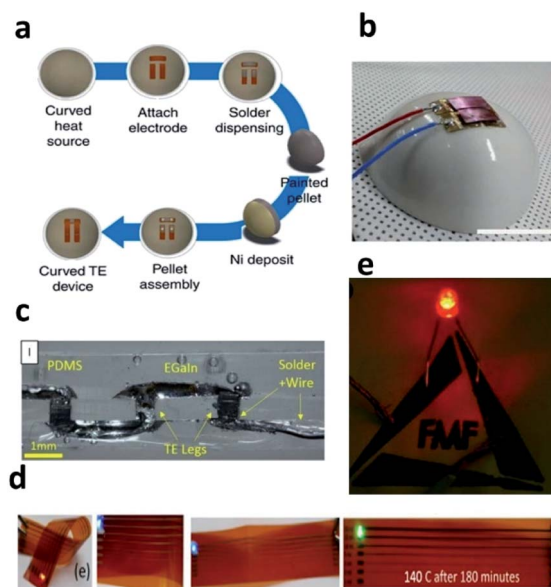 a
Curved
heat
source
Attach
electrode
Solder
dispensing
Painted
pellet
Ni deposit
Pellet
assembly
Curved TE
device
b
c
I
PDMS
EGaIn
Solder
+Wire
TE Legs
1mm
e
FMF
d
(e)
140 C after 180 minutes